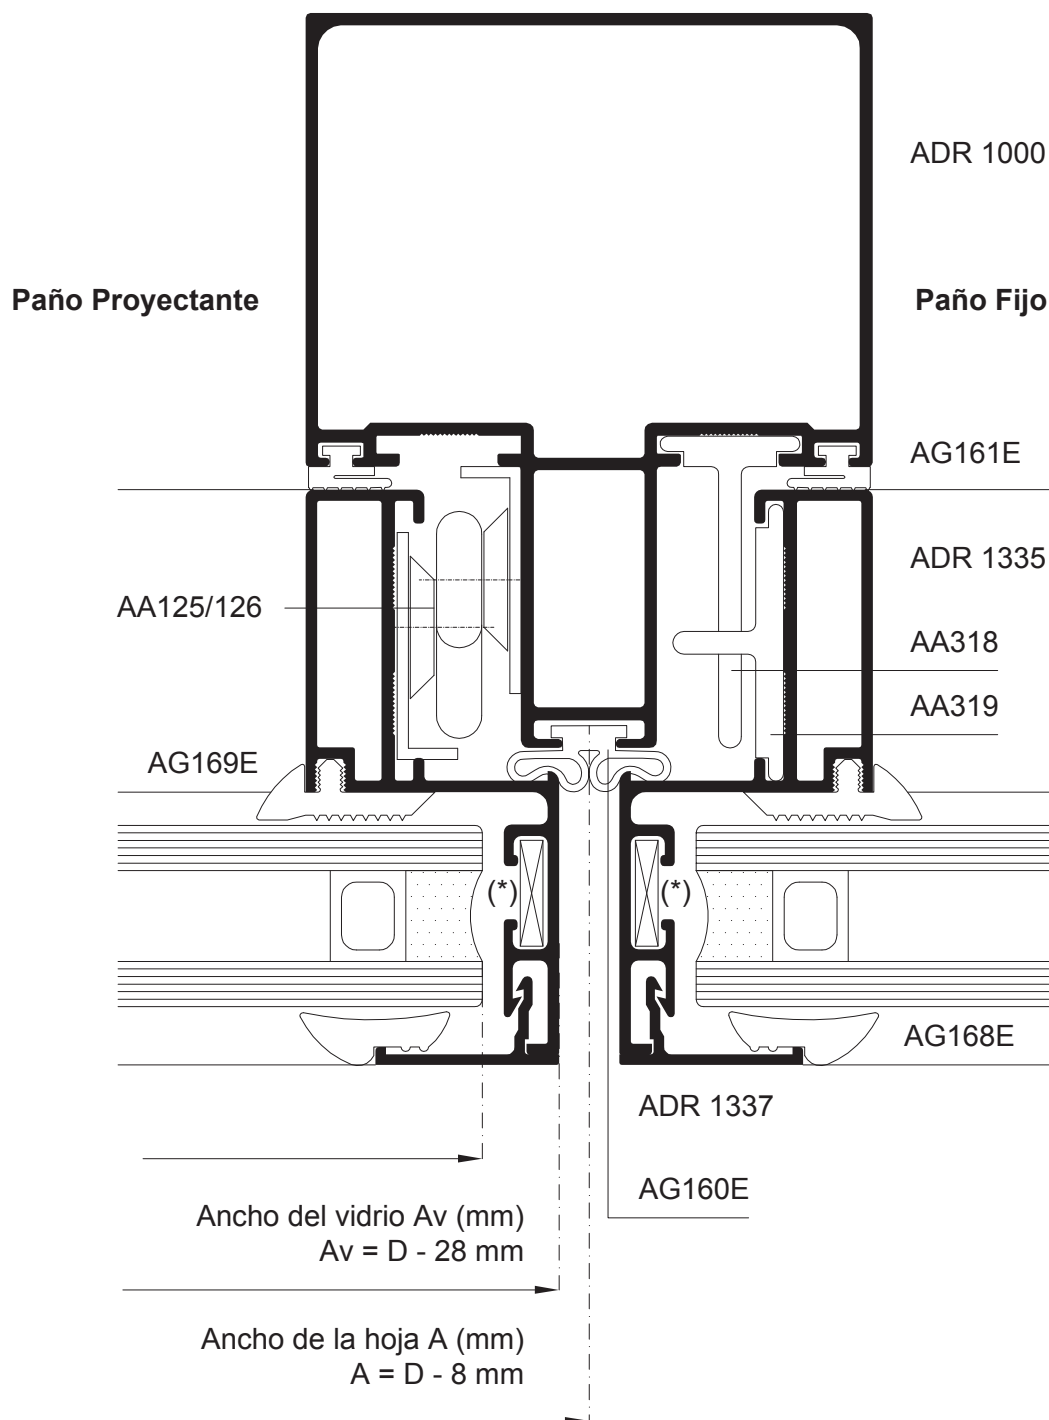 ADR 1000
Paño Proyectante
Paño Fijo
AG161E
ADR 1335
AA125/126
AA318
AA319
AG169E
(*)
(*)
AG168E
ADR 1337
AG160E
Ancho del vidrio Av (mm)
Av = D - 28 mm
Ancho de la hoja A (mm)
A = D - 8 mm